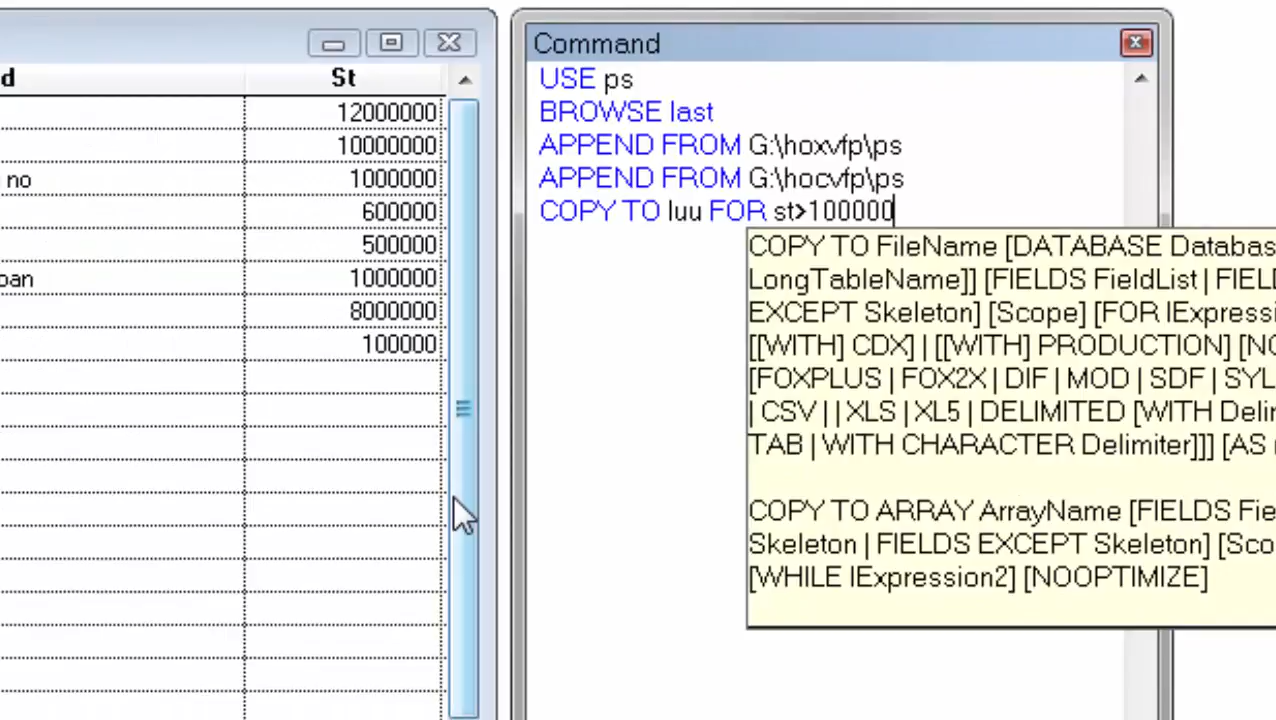 d St
12000000
10000000
no 1000000
600000
500000
oan 1000000
8000000
100000
Command
USE ps
BROWSE last
APPEND FROM G:\hoxvfp\ps
APPEND FROM G:\hocvfp\ps
COPY TO luu FOR st>100000
COPY TO FileName [DATABASE Databas
LongTableName]] [FIELDS FieldList | FIELD
EXCEPT Skeleton] [Scope] [FOR lExpressi
[[WITH] CDX] | [[WITH] PRODUCTION] [NO
[FOXPLUS | FOX2X | DIF | MOD | SDF | SYL
| CSV | | XLS | XL5 | DELIMITED [WITH Delin
TAB | WITH CHARACTER Delimiter]]] [AS
COPY TO ARRAY ArrayName [FIELDS Fie
Skeleton | FIELDS EXCEPT Skeleton] [Sco
[WHILE lExpression2] [NOOPTIMIZE]